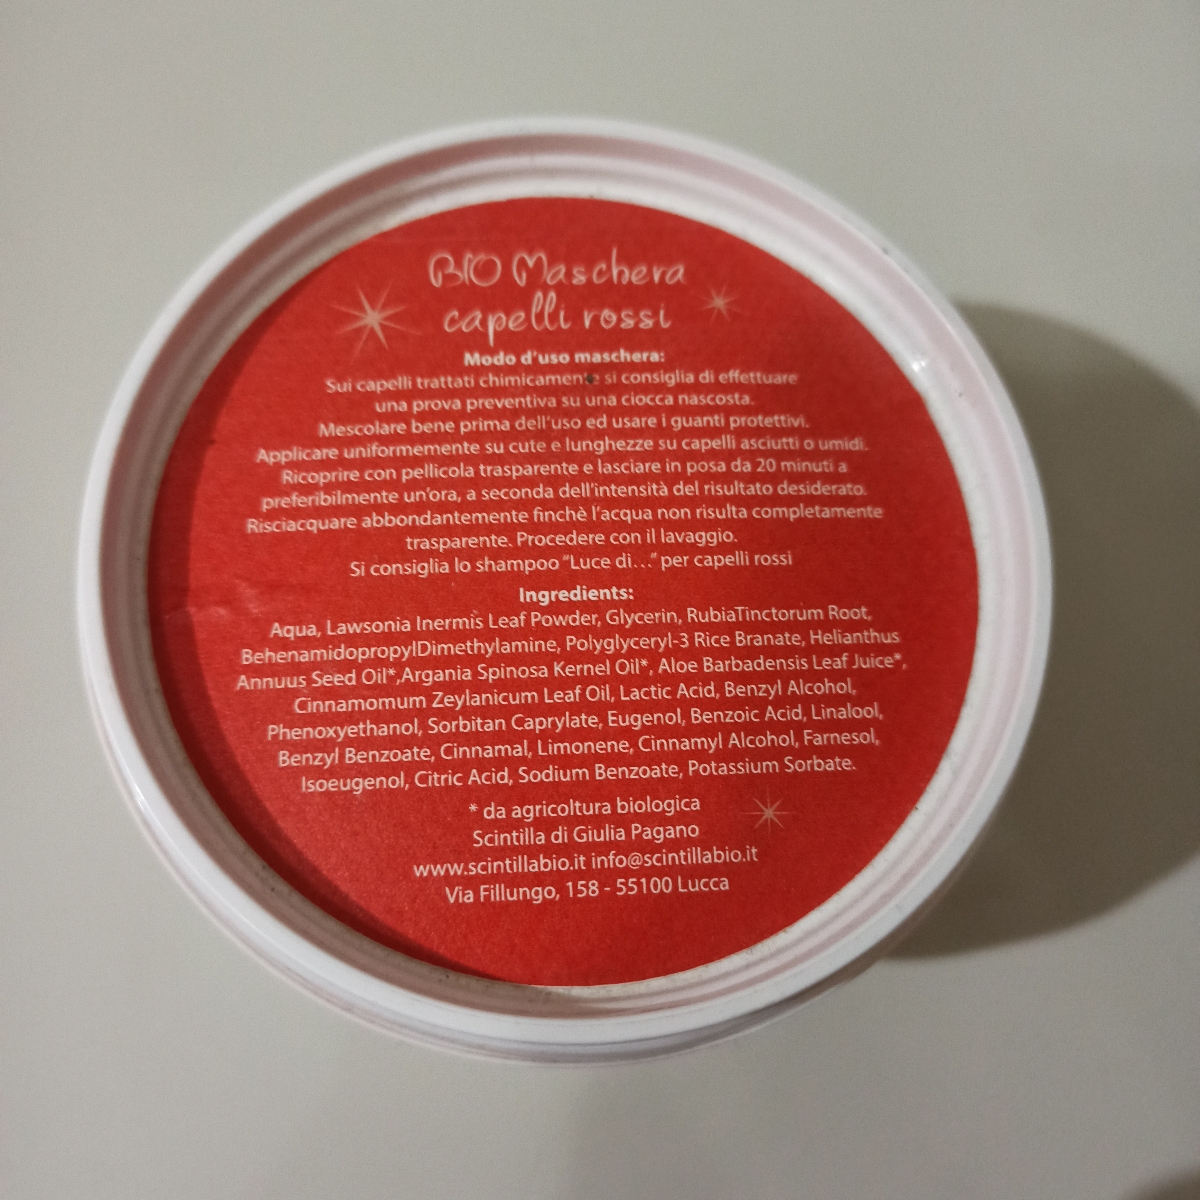 BIO Maschera
capelli rossi
Modo d'uso maschera:
Sui capelli trattati chimicamente si consiglia di effettuare
una prova preventiva su una ciocca nascosta.
Mescolare bene prima dell'uso ed usare i guanti protettivi.
Applicare uniformemente su cute e lunghezze su capelli asciutti o umidi.
Ricoprire con pellicola trasparente e lasciare in posa da 20 minuti a
preferibilmente un'ora, a seconda dell'intensità del risultato desiderato.
Risciacquare abbondantemente finchè l'acqua non risulta completamente
trasparente. Procedere con il lavaggio.
Si consiglia lo shampoo "Luce di..." per capelli rossi
Ingredients:
Aqua, Lawsonia Inermis Leaf Powder, Glycerin, RubiaTinctorum Root,
BehenamidopropylDimethylamine, Polyglyceryl-3 Rice Branate, Helianthus
Annuus Seed Oil*,Argania Spinosa Kernel Oil*, Aloe Barbadensis Leaf Juice*,
Cinnamomum Zeylanicum Leaf Oil, Lactic Acid, Benzyl Alcohol,
Phenoxyethanol, Sorbitan Caprylate, Eugenol, Benzoic Acid, Linalool,
Benzyl Benzoate, Cinnamal, Limonene, Cinnamyl Alcohol, Farnesol,
Isoeugenol, Citric Acid, Sodium Benzoate, Potassium Sorbate.
* da agricoltura biologica
Scintilla di Giulia Pagano
www.scintillabio.it info@scintillabio.it
Via Fillungo, 158 - 55100 Lucca